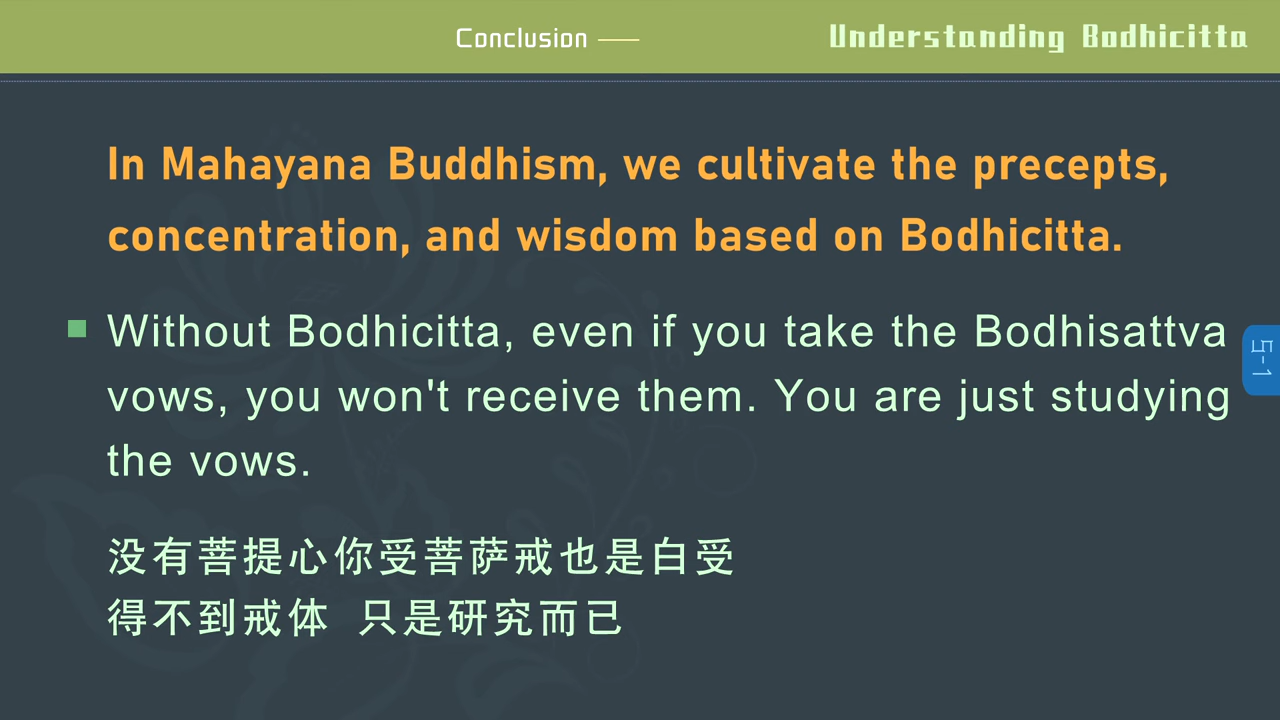 Conclusion
Understanding Bodhicitta
In Mahayana Buddhism, we cultivate the precepts,
concentration, and wisdom based on Bodhicitta.
Without Bodhicitta, even if you take the Bodhisattva
vows, you won't receive them. You are just studying
the vows.
5-1
没有菩提心你受菩萨戒也是白受
得不到戒体 只是研究而已